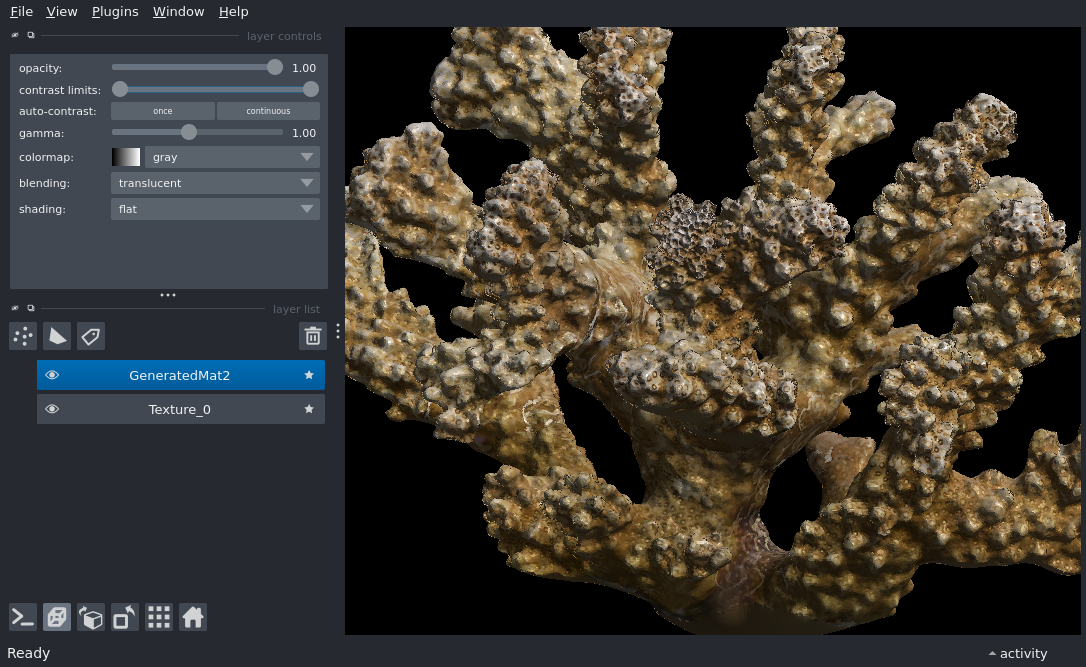 File View Plugins Window Help
layer controls
opacity: 1.00
contrast limits:
auto-contrast: once continuous
gamma: 1.00
colormap: gray
blending: translucent
shading: flat
layer list
GeneratedMat2
Texture_0
Ready
activity